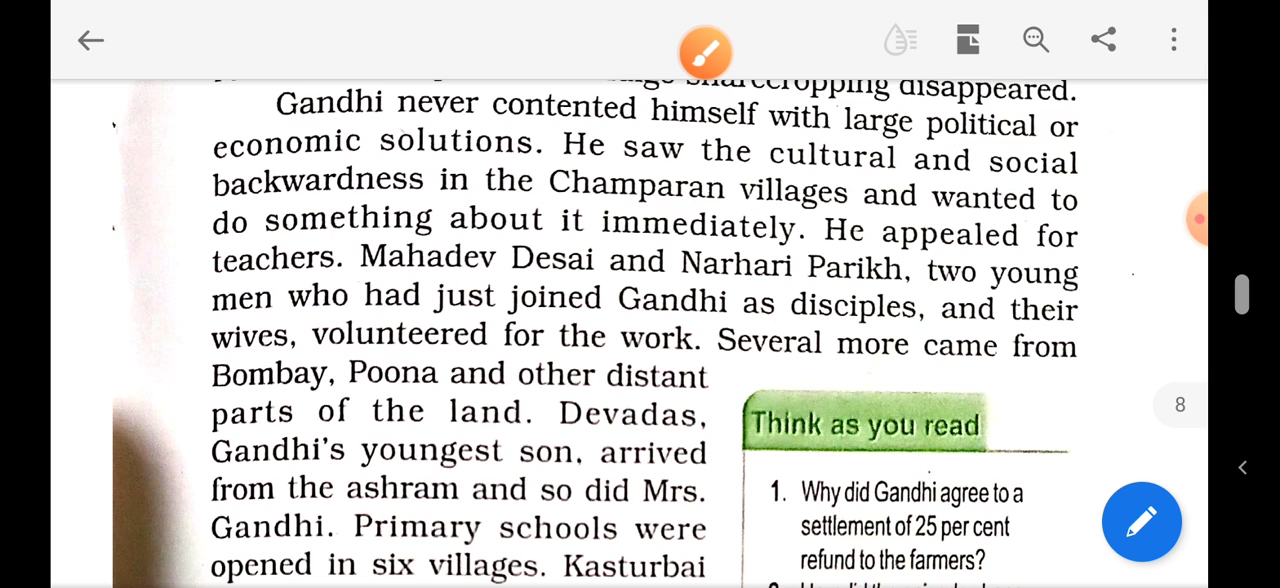 sharecropping disappeared.
Gandhi never contented himself with large political or
economic solutions. He saw the cultural and social
backwardness in the Champaran villages and wanted to
do something about it immediately. He appealed for
teachers. Mahadev Desai and Narhari Parikh, two young
men who had just joined Gandhi as disciples, and their
wives, volunteered for the work. Several more came from
Bombay, Poona and other distant
parts of the land. Devadas,
Gandhi's youngest son, arrived
from the ashram and so did Mrs.
Gandhi. Primary schools were
opened in six villages. Kasturbai
Think as you read
1. Why did Gandhi agree to a
settlement of 25 per cent
refund to the farmers?
8